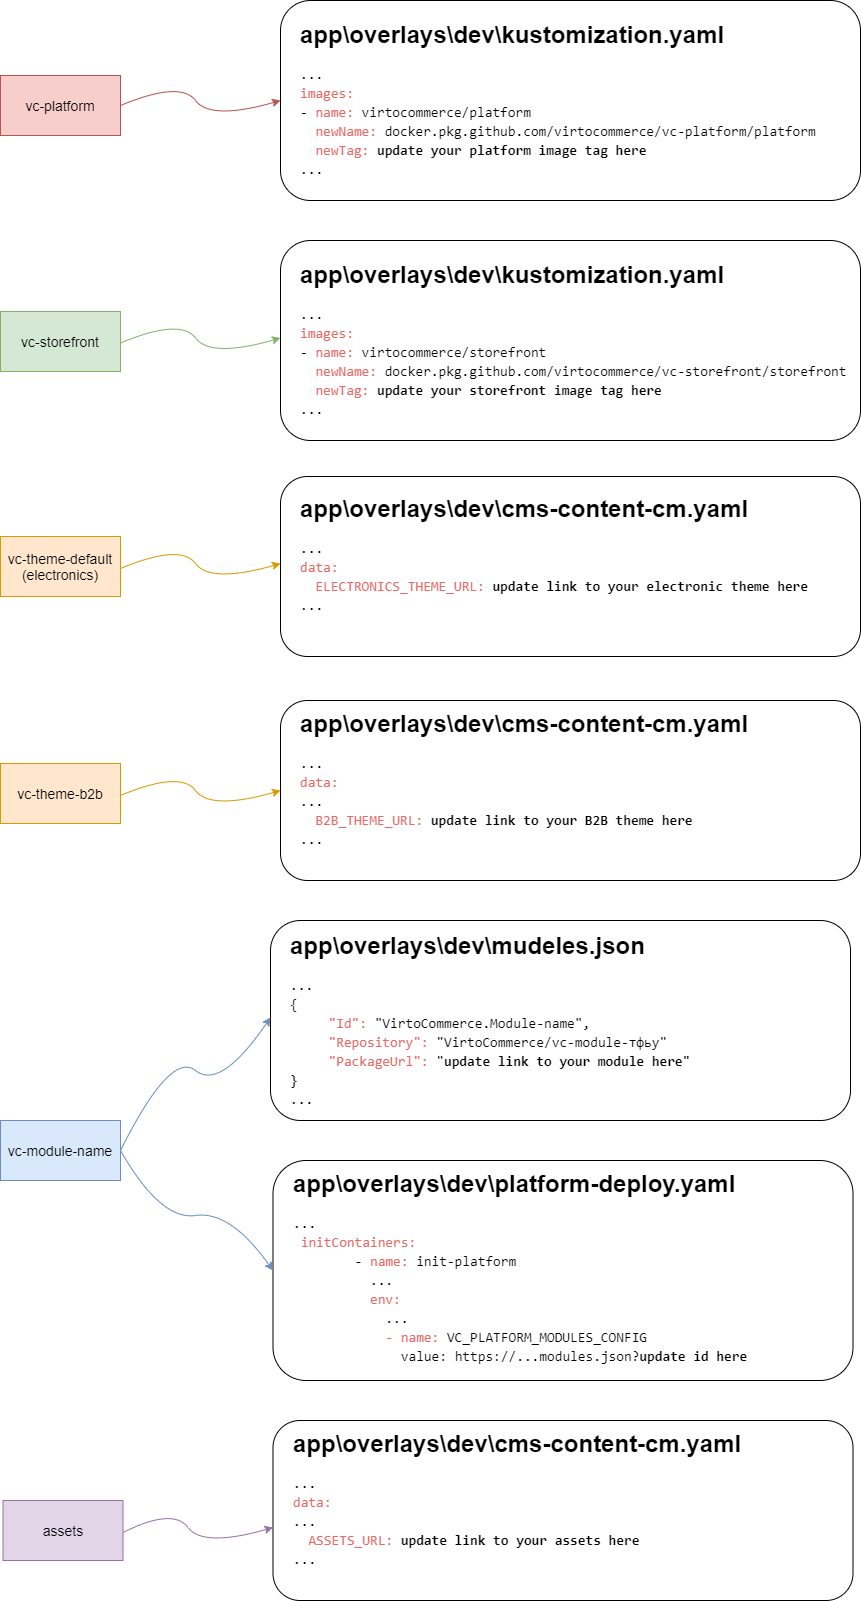 vc-platform
app\overlays\dev\kustomization.yaml
...
images:
- name: virtocommerce/platform
newName: docker.pkg.github.com/virtocommerce/vc-platform/platform
newTag: update your platform image tag here
...
vc-storefront
app\overlays\dev\kustomization.yaml
...
images:
- name: virtocommerce/storefront
newName: docker.pkg.github.com/virtocommerce/vc-storefront/storefront
newTag: update your storefront image tag here
...
vc-theme-default
(electronics)
app\overlays\dev\cms-content-cm.yaml
...
data:
ELECTRONICS_THEME_URL: update link to your electronic theme here
...
vc-theme-b2b
app\overlays\dev\cms-content-cm.yaml
...
data:
...
B2B_THEME_URL: update link to your B2B theme here
...
vc-module-name
app\overlays\dev\mudeles.json
...
{
"Id": "VirtoCommerce.Module-name",
"Repository": "VirtoCommerce/vc-module-тфьу"
"PackageUrl": "update link to your module here"
}
...
app\overlays\dev\platform-deploy.yaml
...
initContainers:
- name: init-platform
...
env:
...
- name: VC_PLATFORM_MODULES_CONFIG
value: https://...modules.json?update id here
assets
app\overlays\dev\cms-content-cm.yaml
...
data:
...
ASSETS_URL: update link to your assets here
...